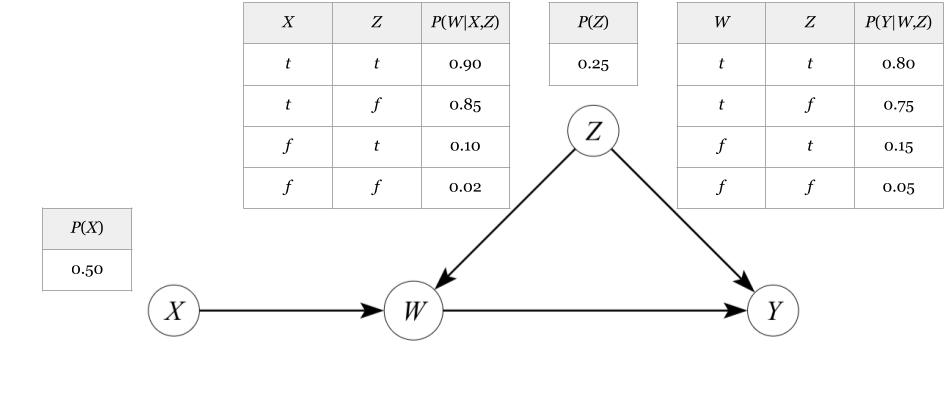 X Z P(W|X,Z)
t t 0.90
t f 0.85
f t 0.10
f f 0.02
P(Z)
0.25
W Z P(Y|W,Z)
t t 0.80
t f 0.75
f t 0.15
f f 0.05
Z
P(X)
0.50
X W Y